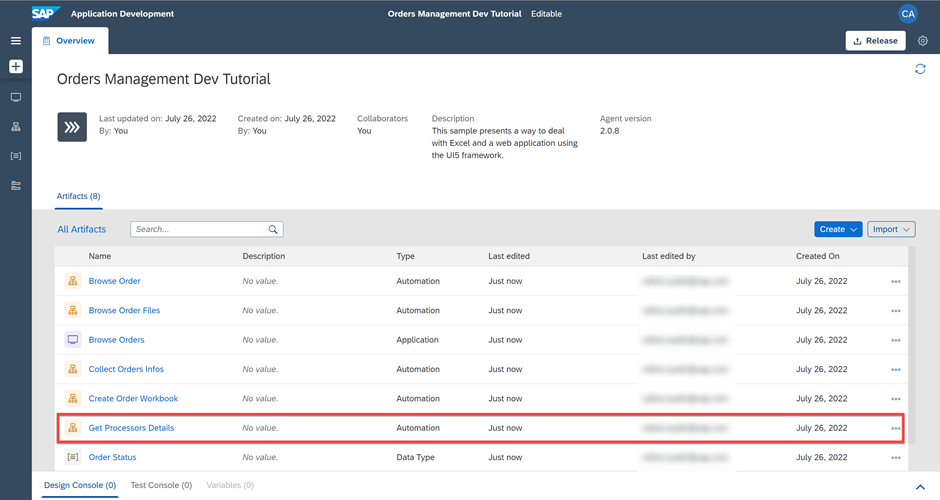 SAP Application Development Orders Management Dev Tutorial Editable CA
Overview Release
Orders Management Dev Tutorial
Last updated on: July 26, 2022 Created on: July 26, 2022 Collaborators Description Agent version
By: You By: You You This sample presents a way to deal 2.0.8
with Excel and a web application using
the UI5 framework.
Artifacts (8)
All Artifacts Search... Create Import
Name Description Type Last edited Last edited by Created On
Browse Order No value. Automation Just now July 26, 2022
Browse Order Files No value. Automation Just now July 26, 2022
Browse Orders No value. Application Just now July 26, 2022
Collect Orders Infos No value. Automation Just now July 26, 2022
Create Order Workbook No value. Automation Just now July 26, 2022
Get Processors Details No value. Automation Just now July 26, 2022
Order Status No value. Data Type Just now July 26, 2022
Design Console (0) Test Console (0) Variables (0)